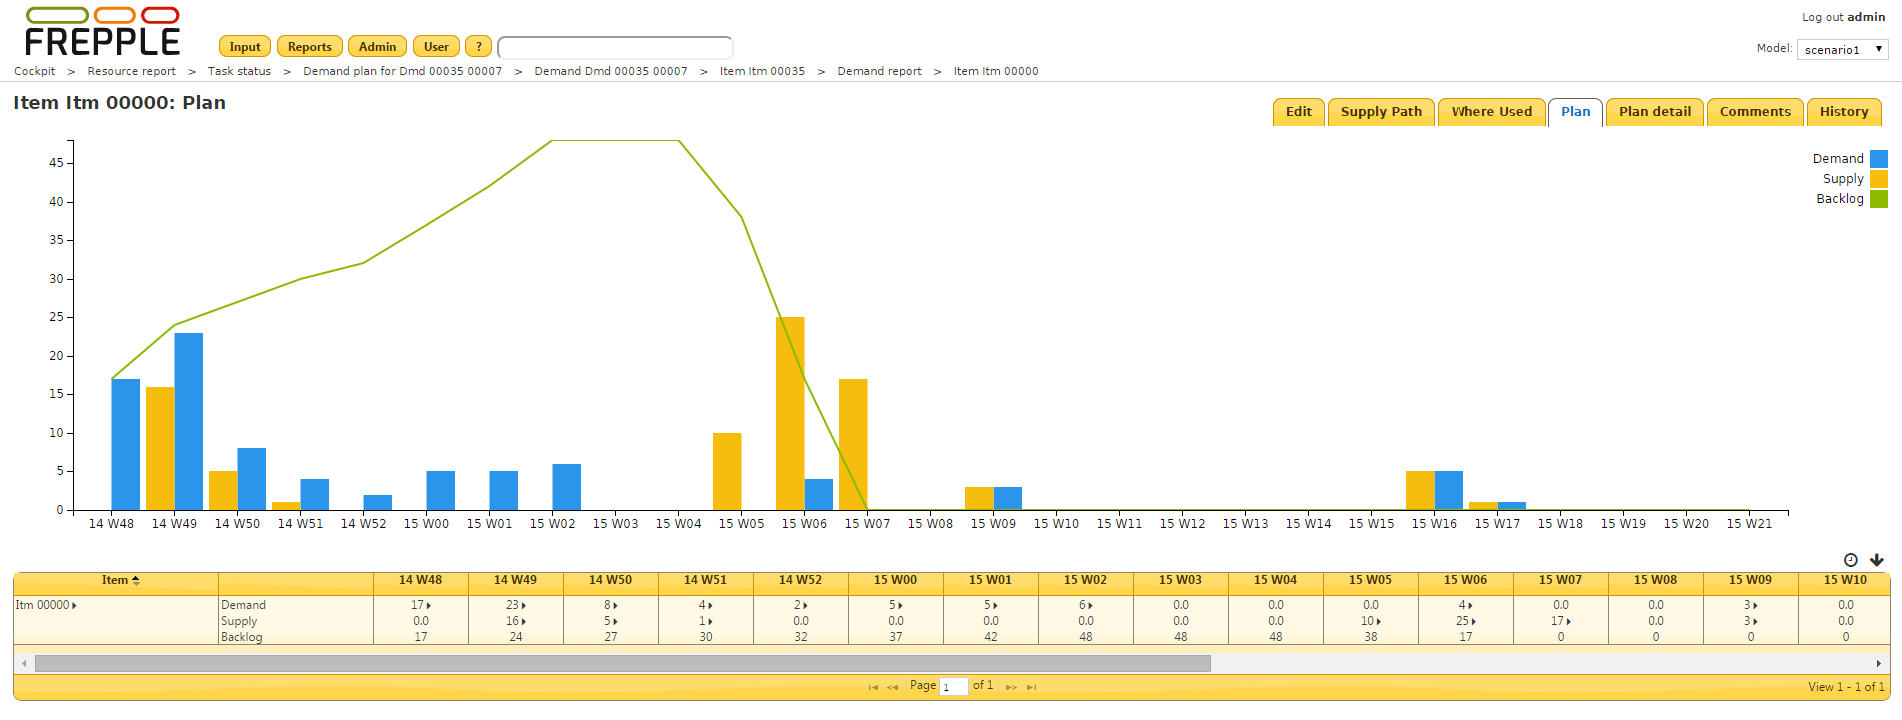 FREPPLE
Log out admin
Input Reports Admin User ?
Model: scenario1
Cockpit > Resource report > Task status > Demand plan for Dmd 00035 00007 > Demand Dmd 00035 00007 > Item Itm 00035 > Demand report > Item Itm 00000
Item Itm 00000: Plan
Edit Supply Path Where Used Plan Plan detail Comments History
Demand
Supply
Backlog
45
40
35
30
25
20
15
10
5
0
14 W48 14 W49 14 W50 14 W51 14 W52 15 W00 15 W01 15 W02 15 W03 15 W04 15 W05 15 W06 15 W07 15 W08 15 W09 15 W10 15 W11 15 W12 15 W13 15 W14 15 W15 15 W16 15 W17 15 W18 15 W19 15 W20 15 W21
Item 14 W48 14 W49 14 W50 14 W51 14 W52 15 W00 15 W01 15 W02 15 W03 15 W04 15 W05 15 W06 15 W07 15 W08 15 W09 15 W10
Itm 00000 Demand 17 23 8 4 2 5 5 6 0.0 0.0 0.0 4 0.0 0.0 3 0.0
Supply 0.0 16 5 1 0.0 0.0 0.0 0.0 0.0 0.0 10 25 17 0.0 3 0.0
Backlog 17 24 27 30 32 37 42 48 48 48 38 17 0 0 0 0
Page 1 of 1
View 1 - 1 of 1